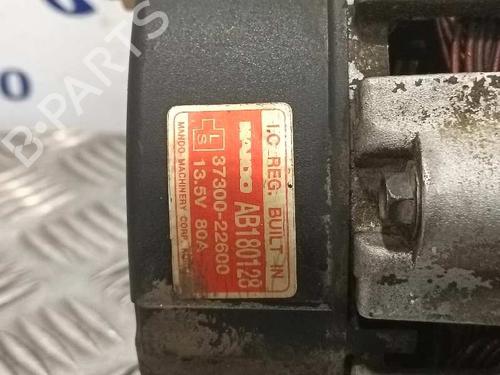 I.C REG. BUILT IN
MANDO AB180128
L
S
37300-22600
13.5V 80A
MANDO MACHINERY CORP.
B-PARTS